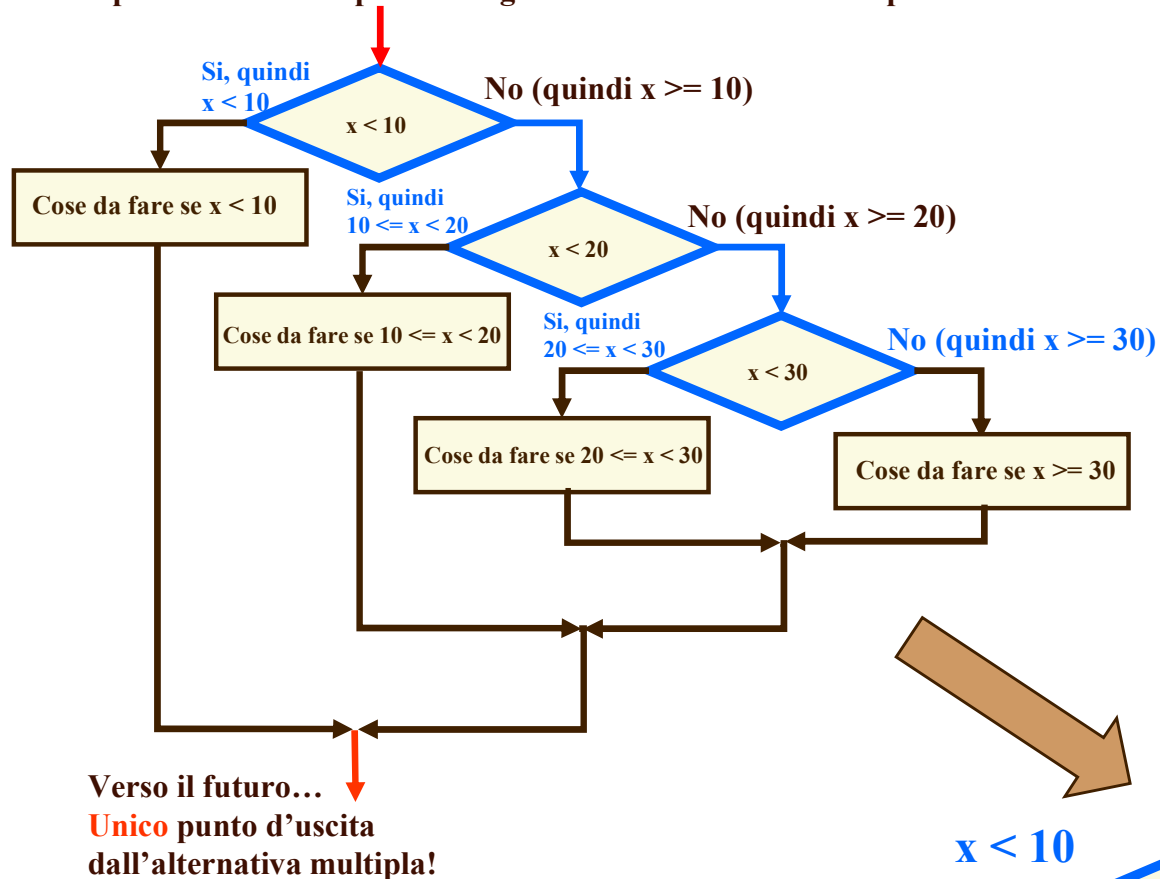 Si, quindi
x < 10
No (quindi x >= 10)
x < 10
Cose da fare se x < 10
Si, quindi
10 <= x < 20
No (quindi x >= 20)
x < 20
Cose da fare se 10 <= x < 20
Si, quindi
20 <= x < 30
No (quindi x >= 30)
x < 30
Cose da fare se 20 <= x < 30
Cose da fare se x >= 30
Verso il futuro…
Unico punto d'uscita
dall'alternativa multipla!
x < 10